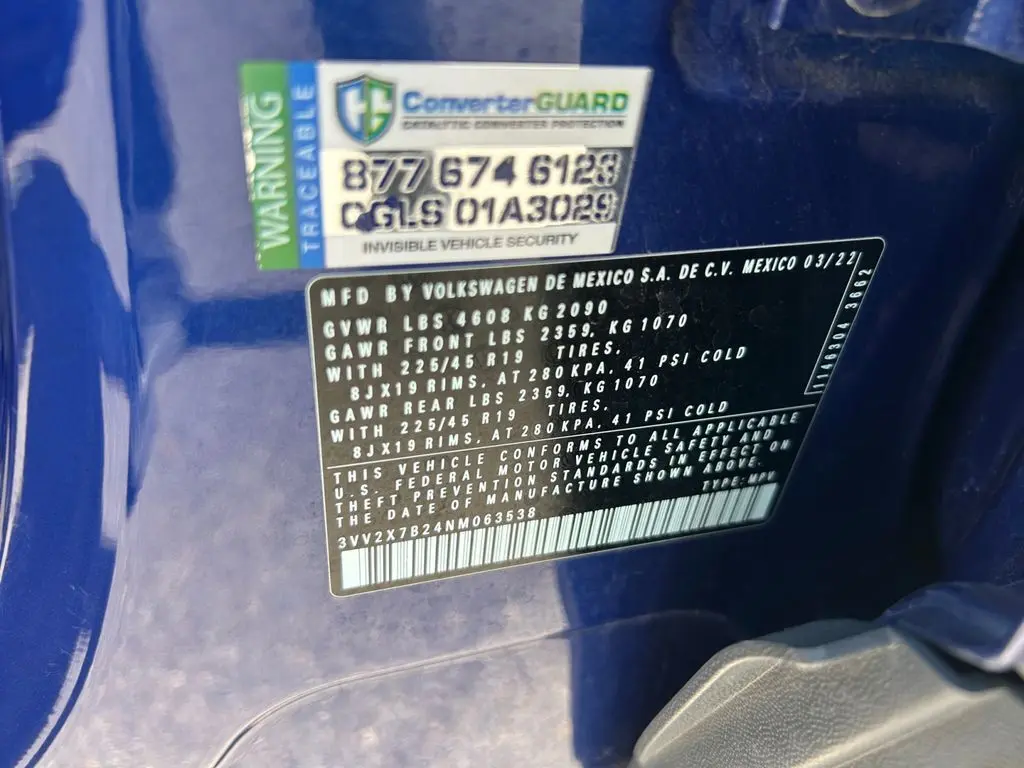 WARNING
TRACEABLE
ConverterGUARD
CATALYTIC CONVERTER PROTECTION
877 674 6123
CGLS 01A3029
INVISIBLE VEHICLE SECURITY
MFD BY VOLKSWAGEN DE MEXICO S.A. DE C.V. MEXICO 03/22
GVWR LBS 4608 KG 2090
GAWR FRONT LBS 2359, KG 1070
WITH 225/45 R19 TIRES,
8JX19 RIMS, AT 280 KPA, 41 PSI COLD
GAWR REAR LBS 2359, KG 1070
WITH 225/45 R19 TIRES,
8JX19 RIMS, AT 280 KPA, 41 PSI COLD
THIS VEHICLE CONFORMS TO ALL APPLICABLE
U.S. FEDERAL MOTOR VEHICLE SAFETY AND
THEFT PREVENTION STANDARDS IN EFFECT ON
THE DATE OF MANUFACTURE SHOWN ABOVE.
TYPE: MPV
3VV2X7B24NM063538